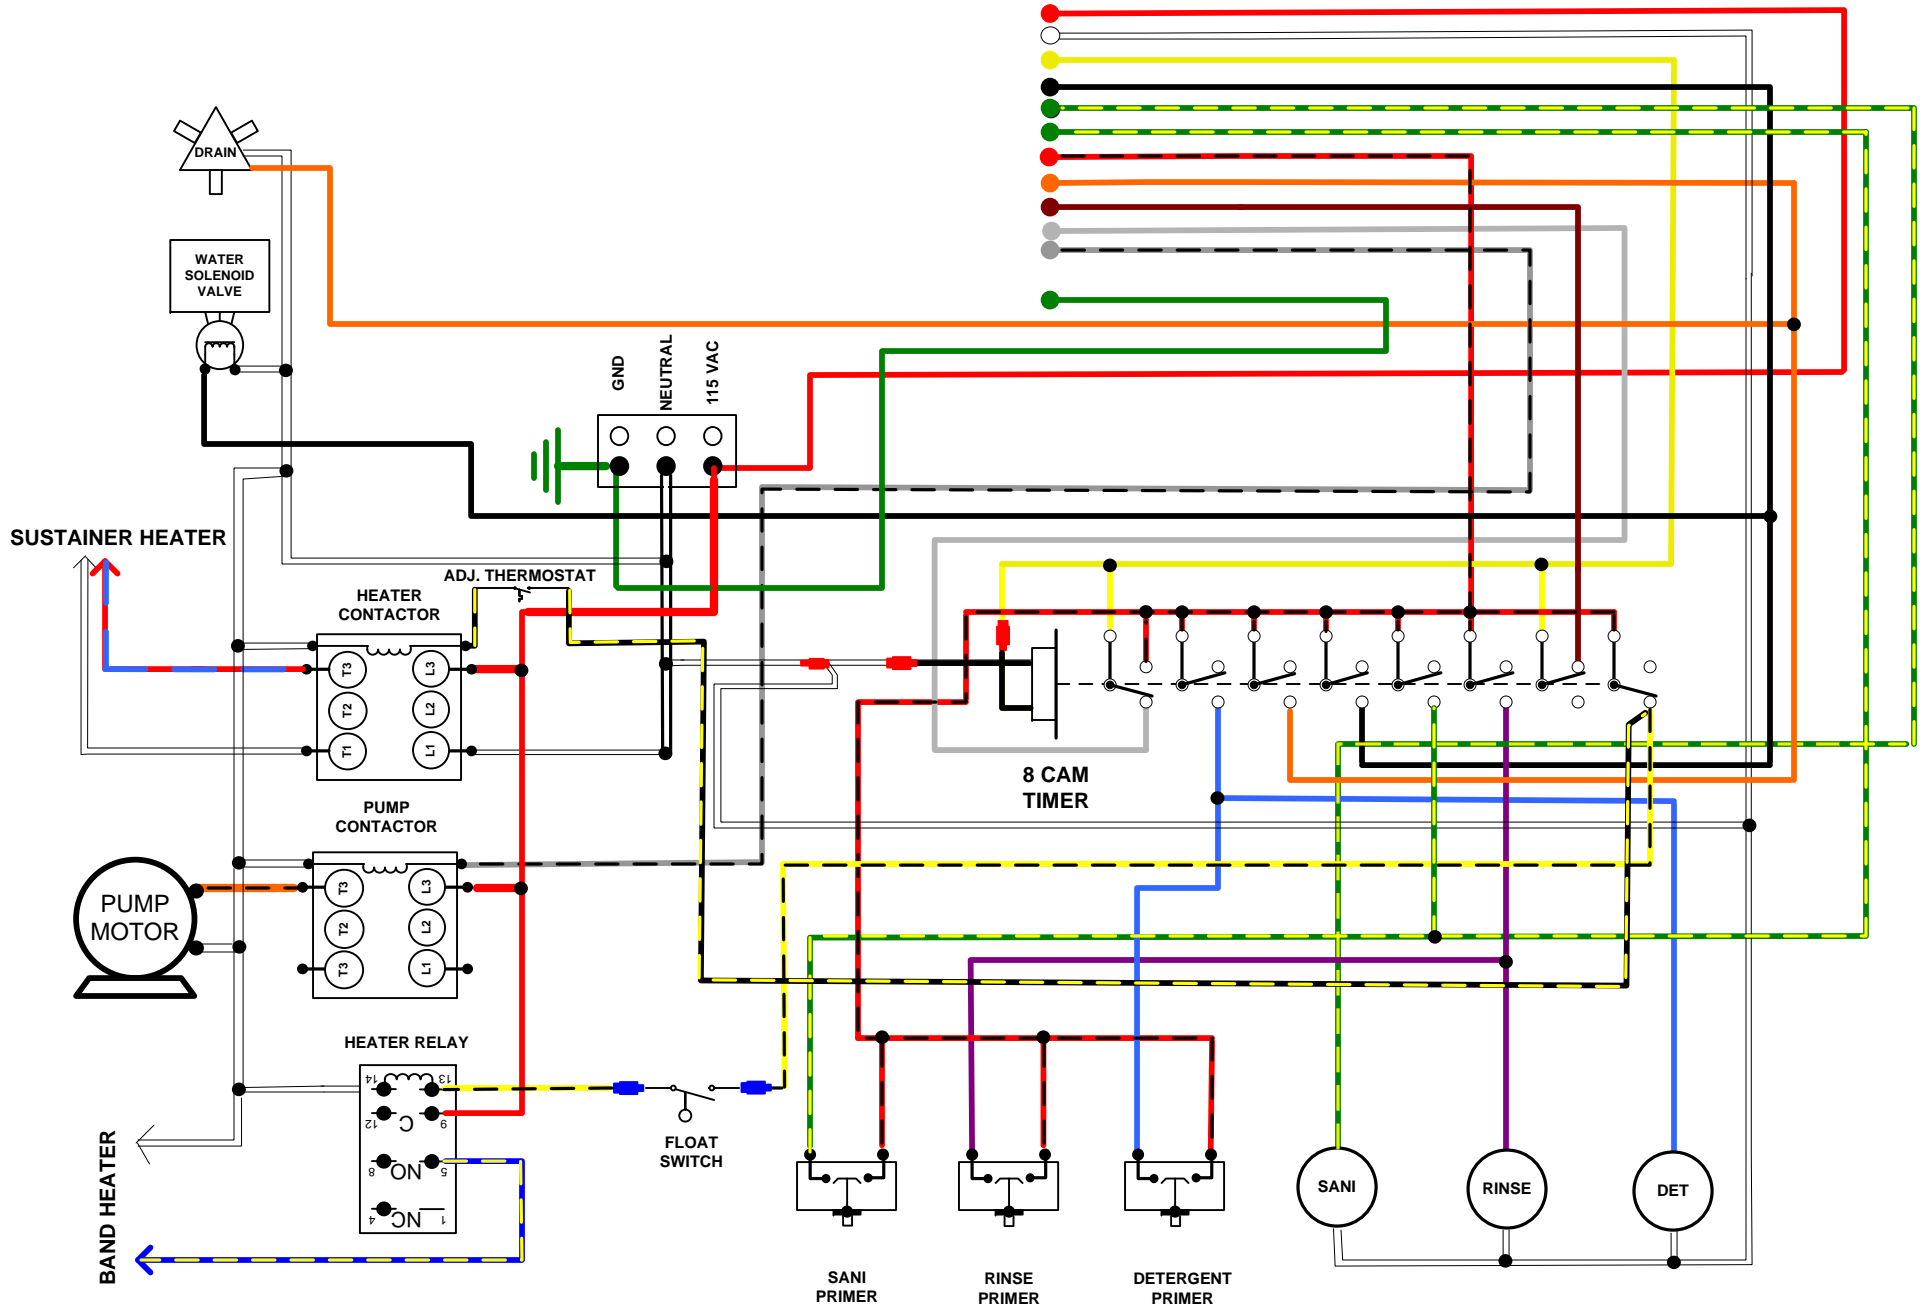 DRAIN
WATER
SOLENOID
VALVE
GND
NEUTRAL
115 VAC
SUSTAINER HEATER
ADJ. THERMOSTAT
HEATER
CONTACTOR
T3
L3
T2
L2
T1
L1
8 CAM
TIMER
PUMP
CONTACTOR
PUMP
MOTOR
T3
L3
T2
L2
T3
L1
HEATER RELAY
14
13
12
C
9
8
NO
5
4
NC
1
FLOAT
SWITCH
BAND HEATER
SANI
RINSE
DET
SANI
PRIMER
RINSE
PRIMER
DETERGENT
PRIMER